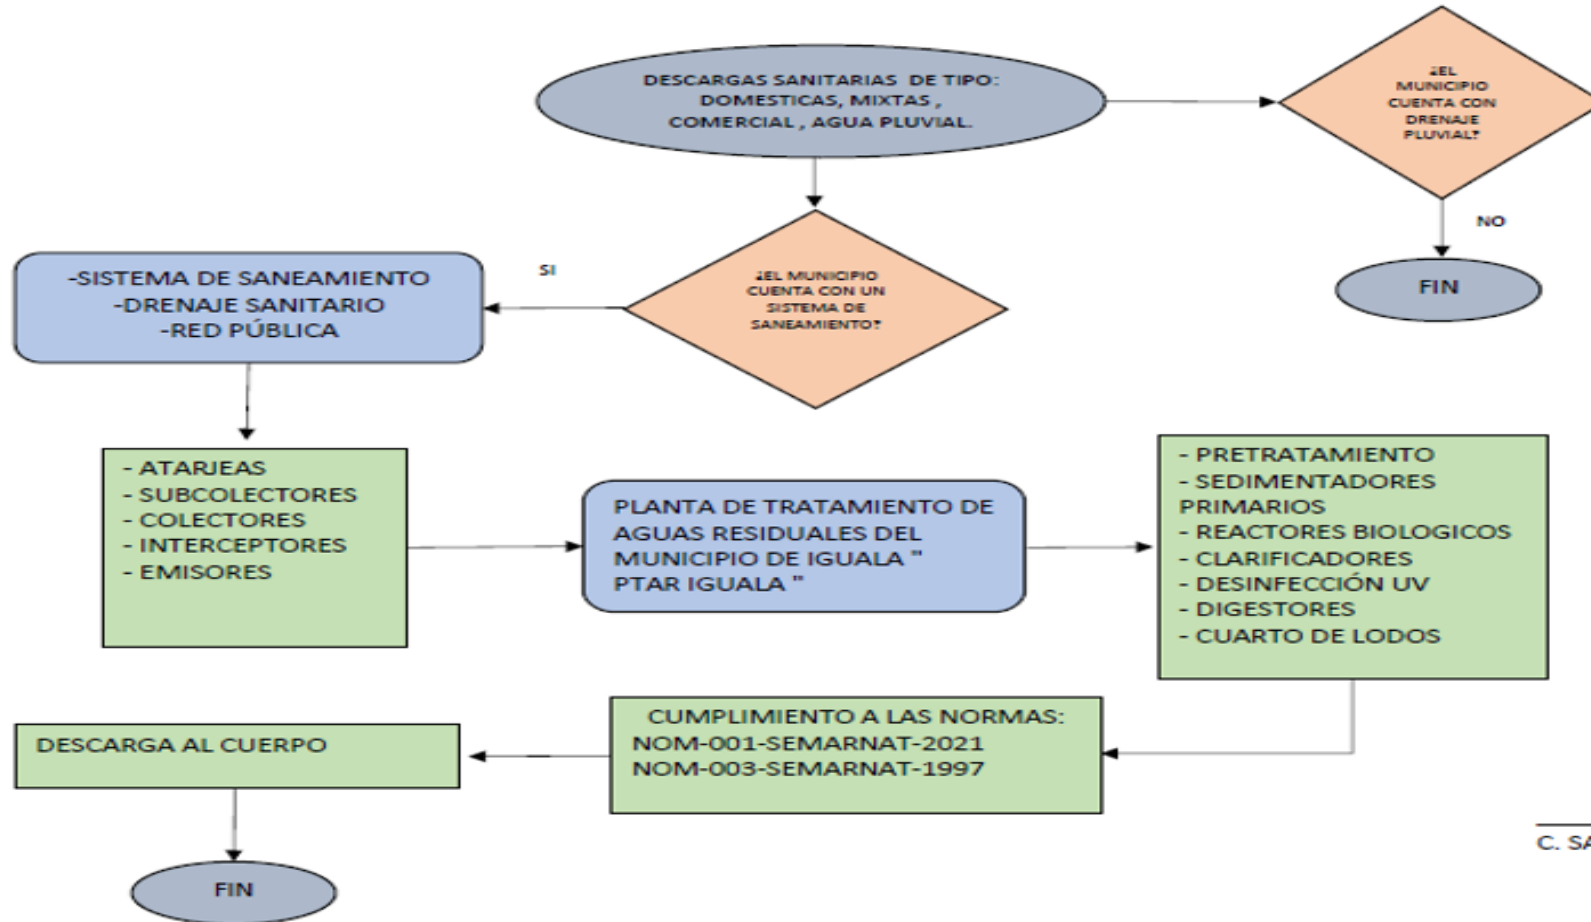 DESCARGAS SANITARIAS DE TIPO:
DOMESTICAS, MIXTAS ,
COMERCIAL , AGUA PLUVIAL.
¿EL
MUNICIPIO
CUENTA CON
DRENAJE
PLUVIAL?
NO
FIN
¿EL MUNICIPIO
CUENTA CON UN
SISTEMA DE
SANEAMIENTO?
SI
-SISTEMA DE SANEAMIENTO
-DRENAJE SANITARIO
-RED PÚBLICA
- ATARJEAS
- SUBCOLECTORES
- COLECTORES
- INTERCEPTORES
- EMISORES
PLANTA DE TRATAMIENTO DE
AGUAS RESIDUALES DEL
MUNICIPIO DE IGUALA "
PTAR IGUALA "
- PRETRATAMIENTO
- SEDIMENTADORES
PRIMARIOS
- REACTORES BIOLOGICOS
- CLARIFICADORES
- DESINFECCIÓN UV
- DIGESTORES
- CUARTO DE LODOS
CUMPLIMIENTO A LAS NORMAS:
NOM-001-SEMARNAT-2021
NOM-003-SEMARNAT-1997
DESCARGA AL CUERPO
FIN
C. SA